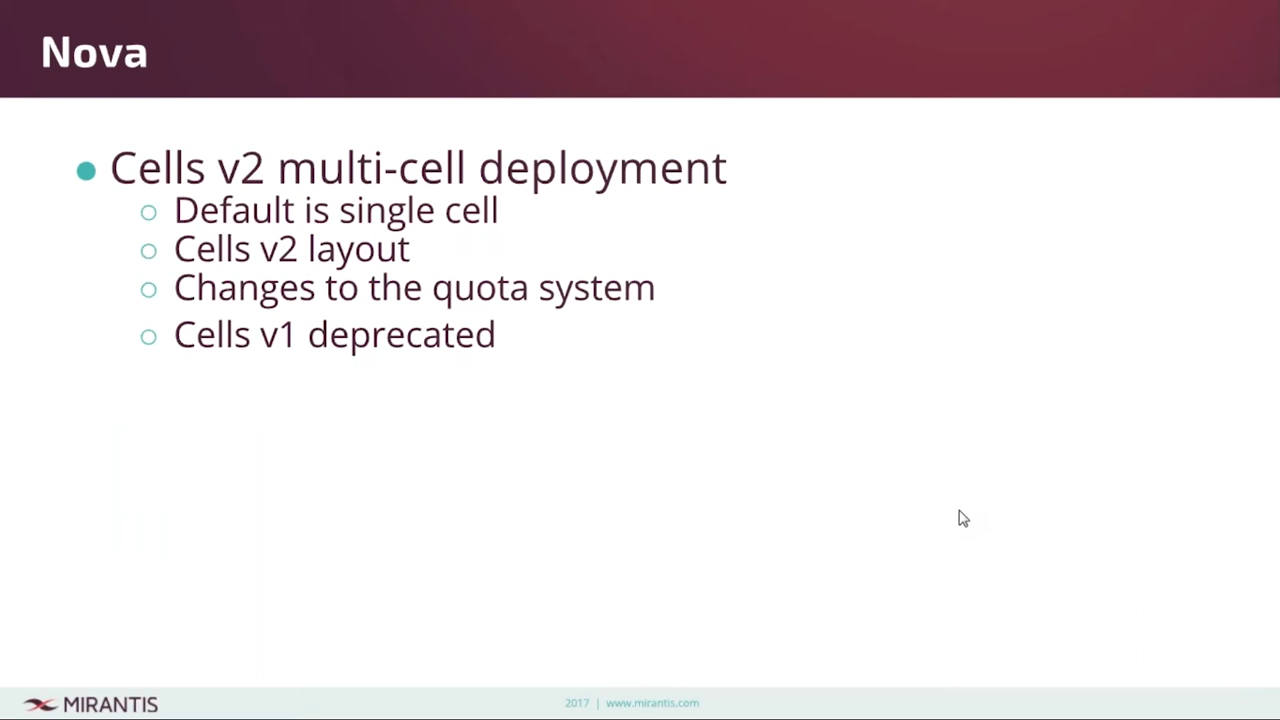 Nova
Cells v2 multi-cell deployment
Default is single cell
Cells v2 layout
Changes to the quota system
Cells v1 deprecated
MIRANTIS
2017 | www.mirantis.com